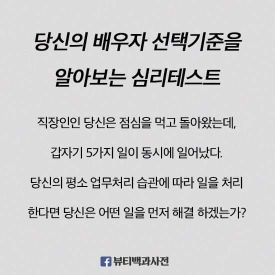 당신의 배우자 선택기준을
알아보는 심리테스트
직장인인 당신은 점심을 먹고 돌아왔는데,
갑자기 5가지 일이 동시에 일어났다.
당신의 평소 업무처리 습관에 따라 일을 처리
한다면 당신은 어떤 일을 먼저 해결 하겠는가?
f 뷰티백과사전